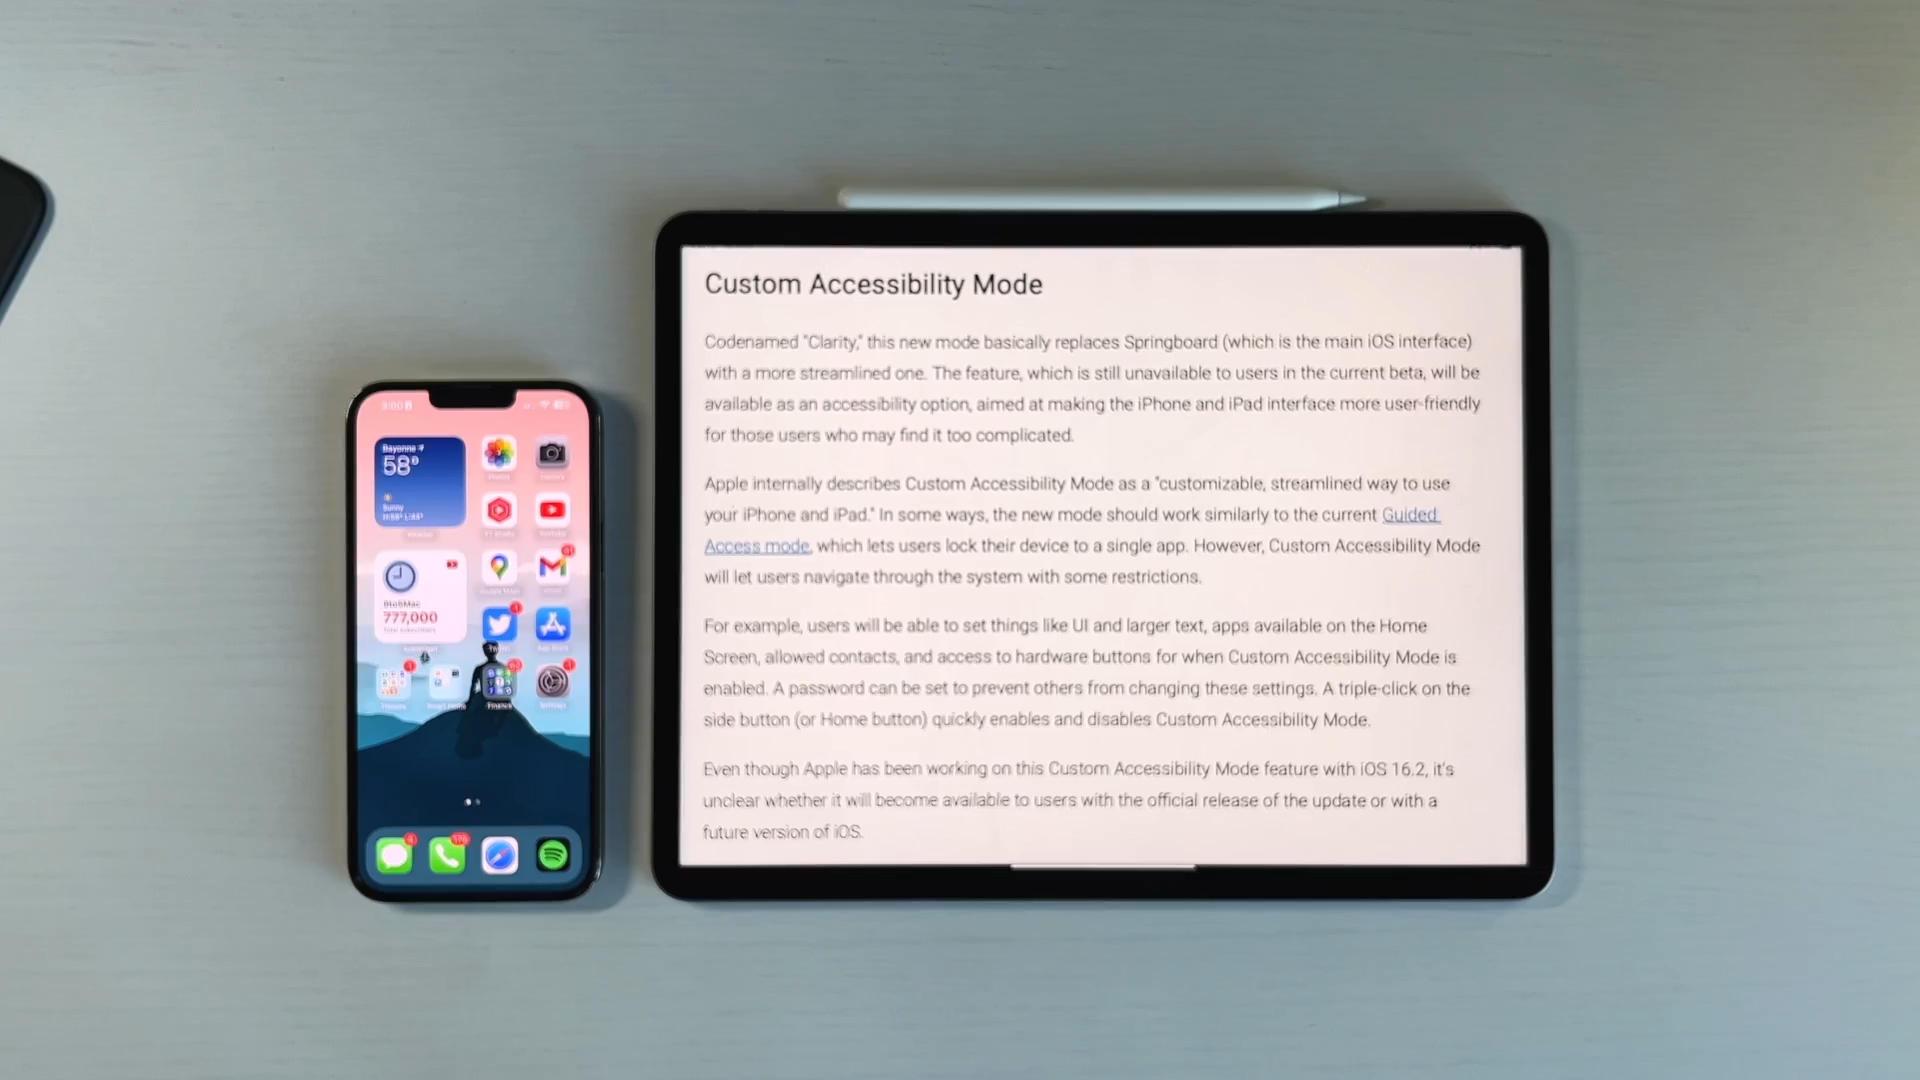 3:00
Bayonne
58°
Sunny
9to5Mac
777,000
Total subscribers
Photos
Twitter
Finance
Custom Accessibility Mode
Codenamed "Clarity," this new mode basically replaces Springboard (which is the main iOS interface)
with a more streamlined one. The feature, which is still unavailable to users in the current beta, will be
available as an accessibility option, aimed at making the iPhone and iPad interface more user-friendly
for those users who may find it too complicated.
Apple internally describes Custom Accessibility Mode as a "customizable, streamlined way to use
your iPhone and iPad." In some ways, the new mode should work similarly to the current Guided
Access mode, which lets users lock their device to a single app. However, Custom Accessibility Mode
will let users navigate through the system with some restrictions.
For example, users will be able to set things like UI and larger text, apps available on the Home
Screen, allowed contacts, and access to hardware buttons for when Custom Accessibility Mode is
enabled. A password can be set to prevent others from changing these settings. A triple-click on the
side button (or Home button) quickly enables and disables Custom Accessibility Mode.
Even though Apple has been working on this Custom Accessibility Mode feature with iOS 16.2, it's
unclear whether it will become available to users with the official release of the update or with a
future version of iOS.